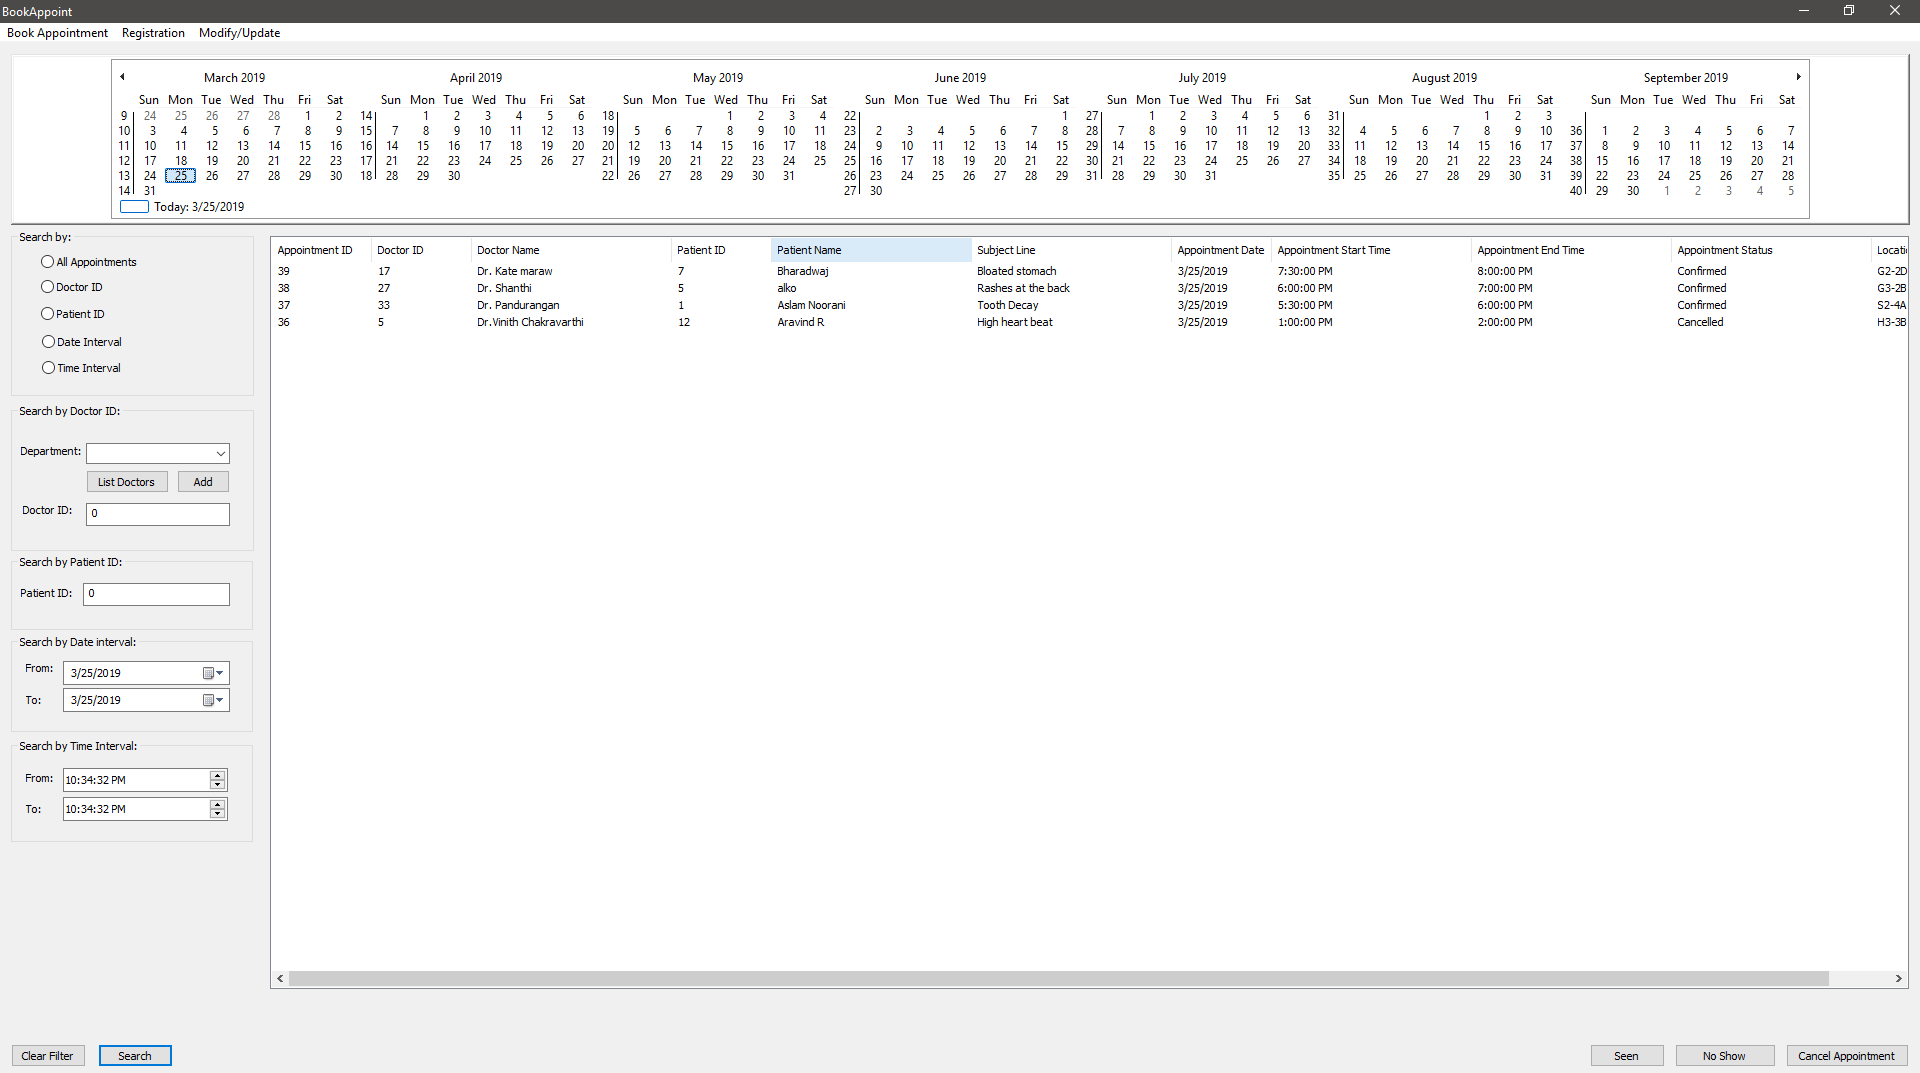 BookAppoint
Book Appointment Registration Modify/Update
March 2019 April 2019 May 2019 June 2019 July 2019 August 2019 September 2019
Sun Mon Tue Wed Thu Fri Sat Sun Mon Tue Wed Thu Fri Sat Sun Mon Tue Wed Thu Fri Sat Sun Mon Tue Wed Thu Fri Sat Sun Mon Tue Wed Thu Fri Sat Sun Mon Tue Wed Thu Fri Sat Sun Mon Tue Wed Thu Fri Sat
9 24 25 26 27 28 1 2 14 1 2 3 4 5 6 18 1 2 3 4 22 1 27 1 2 3 4 5 6 31 1 2 3
10 3 4 5 6 7 8 9 15 7 8 9 10 11 12 13 19 5 6 7 8 9 10 11 23 2 3 4 5 6 7 8 28 7 8 9 10 11 12 13 32 4 5 6 7 8 9 10 36 1 2 3 4 5 6 7
11 10 11 12 13 14 15 16 16 14 15 16 17 18 19 20 20 12 13 14 15 16 17 18 24 9 10 11 12 13 14 15 29 14 15 16 17 18 19 20 33 11 12 13 14 15 16 17 37 8 9 10 11 12 13 14
12 17 18 19 20 21 22 23 17 21 22 23 24 25 26 27 21 19 20 21 22 23 24 25 25 16 17 18 19 20 21 22 30 21 22 23 24 25 26 27 34 18 19 20 21 22 23 24 38 15 16 17 18 19 20 21
13 24 25 26 27 28 29 30 18 28 29 30 22 26 27 28 29 30 31 26 23 24 25 26 27 28 29 31 28 29 30 31 35 25 26 27 28 29 30 31 39 22 23 24 25 26 27 28
14 31 27 30 40 29 30 1 2 3 4 5
Today: 3/25/2019
Search by:
All Appointments
Doctor ID
Patient ID
Date Interval
Time Interval
Search by Doctor ID:
Department:
List Doctors Add
Doctor ID: 0
Search by Patient ID:
Patient ID: 0
Search by Date interval:
From: 3/25/2019
To: 3/25/2019
Search by Time Interval:
From: 10:34:32 PM
To: 10:34:32 PM
Appointment ID Doctor ID Doctor Name Patient ID Patient Name Subject Line Appointment Date Appointment Start Time Appointment End Time Appointment Status Locati
39 17 Dr. Kate maraw 7 Bharadwaj Bloated stomach 3/25/2019 7:30:00 PM 8:00:00 PM Confirmed G2-2D
38 27 Dr. Shanthi 5 alko Rashes at the back 3/25/2019 6:00:00 PM 7:00:00 PM Confirmed G3-2B
37 33 Dr. Pandurangan 1 Aslam Noorani Tooth Decay 3/25/2019 5:30:00 PM 6:00:00 PM Confirmed S2-4A
36 5 Dr.Vinith Chakravarthi 12 Aravind R High heart beat 3/25/2019 1:00:00 PM 2:00:00 PM Cancelled H3-3B
Clear Filter Search Seen No Show Cancel Appointment